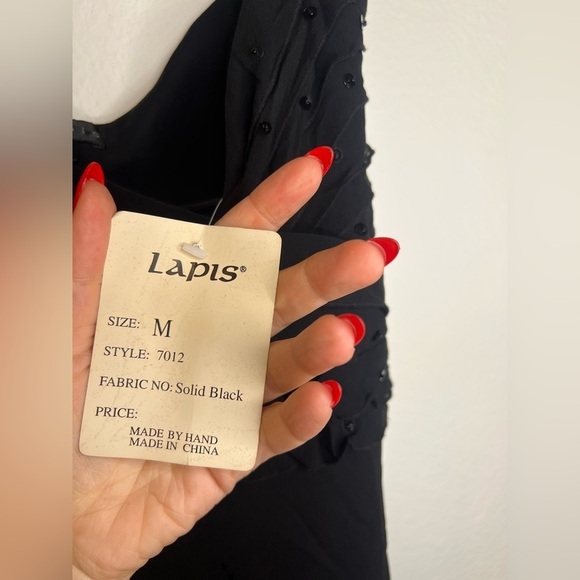 Lapis®
SIZE: M
STYLE: 7012
FABRIC NO: Solid Black
PRICE:
MADE BY HAND
MADE IN CHINA